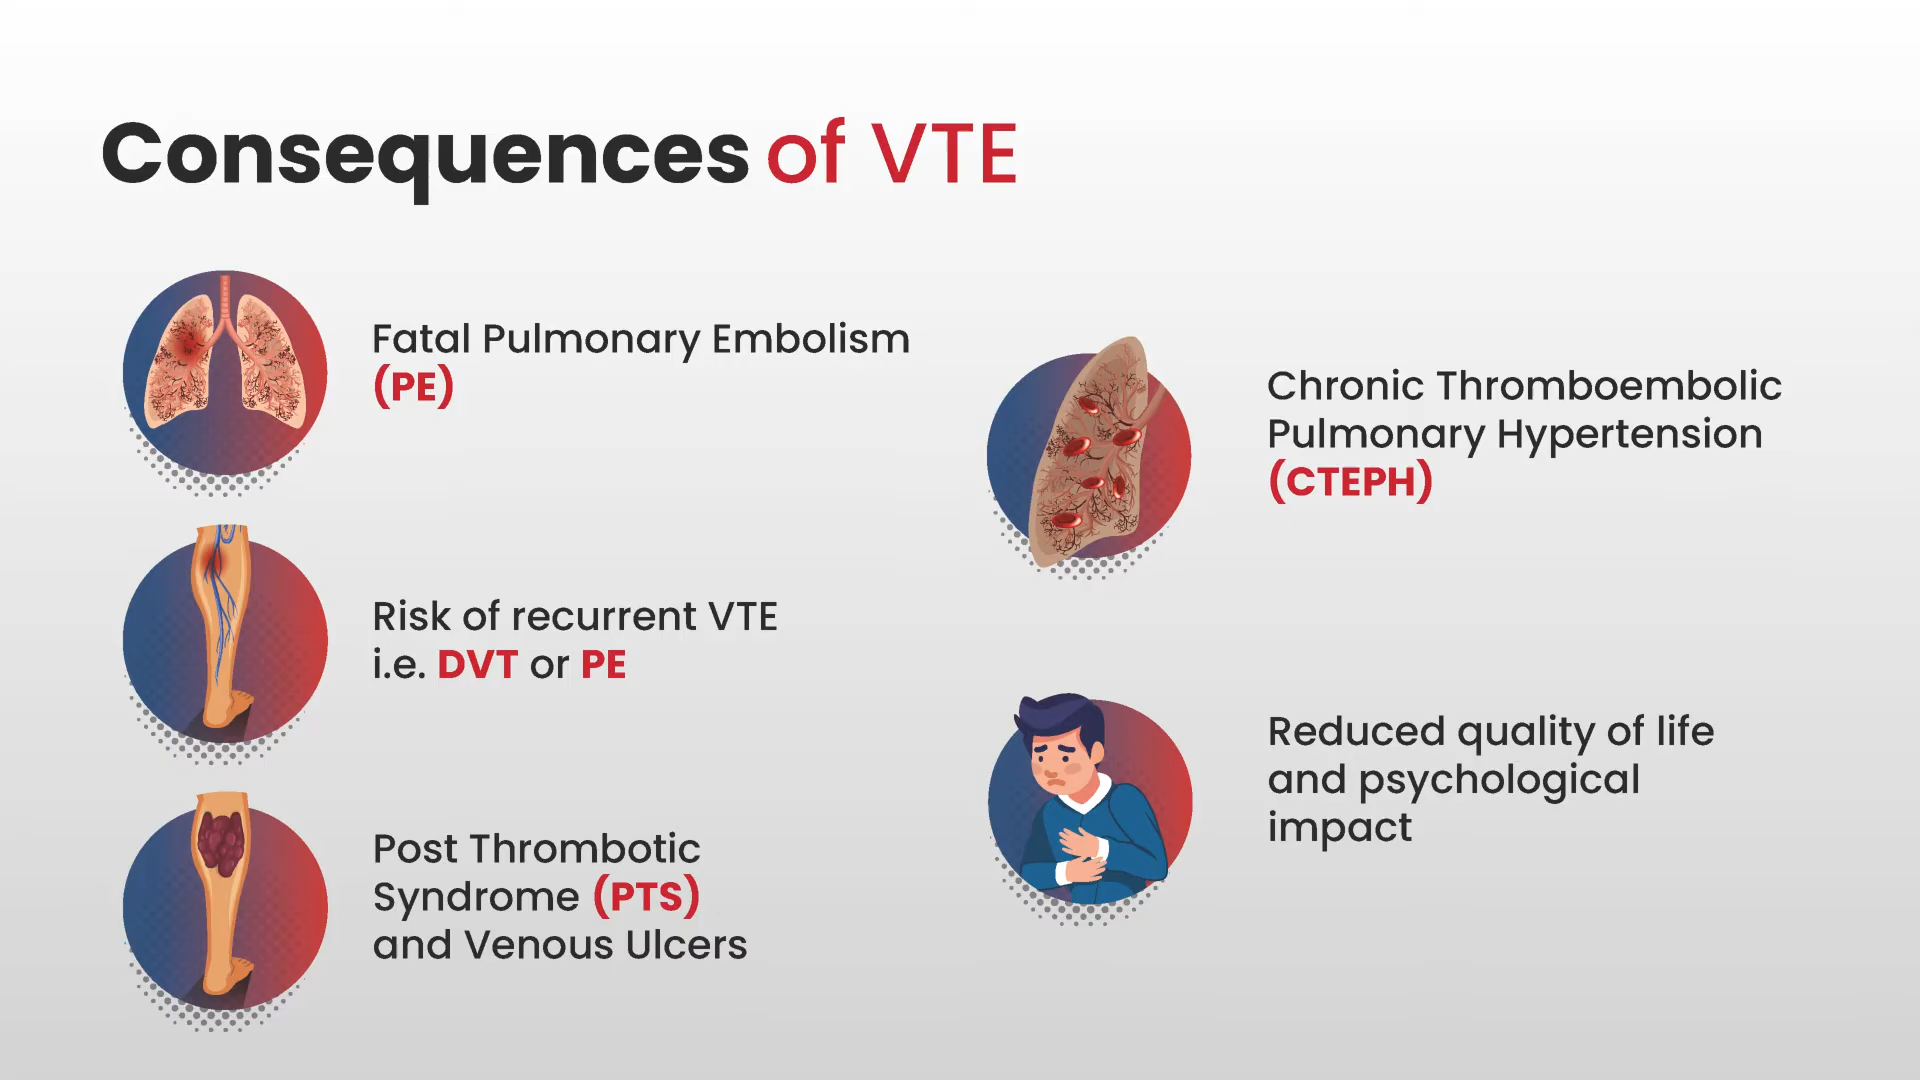 Consequences of VTE
Fatal Pulmonary Embolism
(PE)
Risk of recurrent VTE
i.e. DVT or PE
Post Thrombotic
Syndrome (PTS)
and Venous Ulcers
Chronic Thromboembolic
Pulmonary Hypertension
(CTEPH)
Reduced quality of life
and psychological
impact